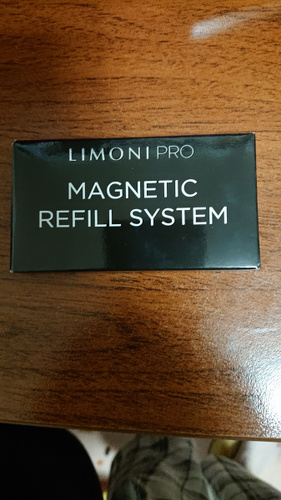 LIMONI PRO
MAGNETIC
REFILL SYSTEM